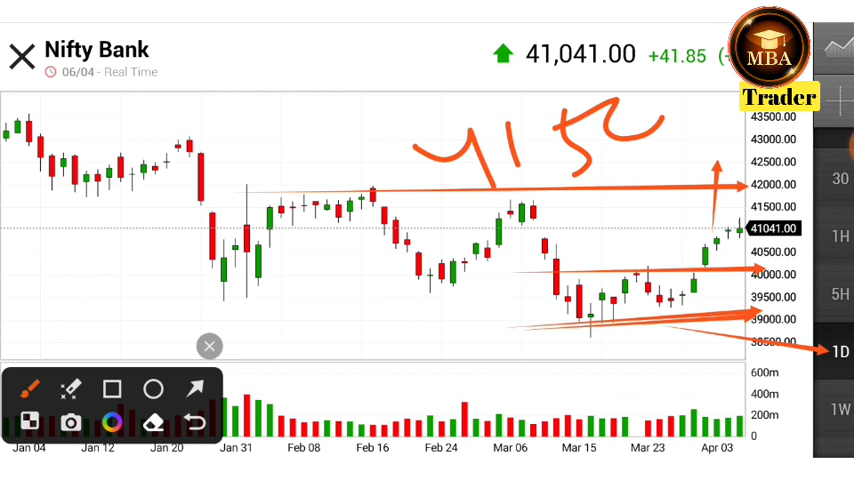 Nifty Bank
06/04 - Real Time
41,041.00 +41.85
MBA
Trader
43500.00
43000.00
42500.00
42000.00
41500.00
41041.00
40500.00
40000.00
39500.00
39000.00
38500.00
600m
400m
200m
0
Jan 04 Jan 12 Jan 20 Jan 31 Feb 08 Feb 16 Feb 24 Mar 06 Mar 15 Mar 23 Apr 03
30
1H
5H
1D
1W